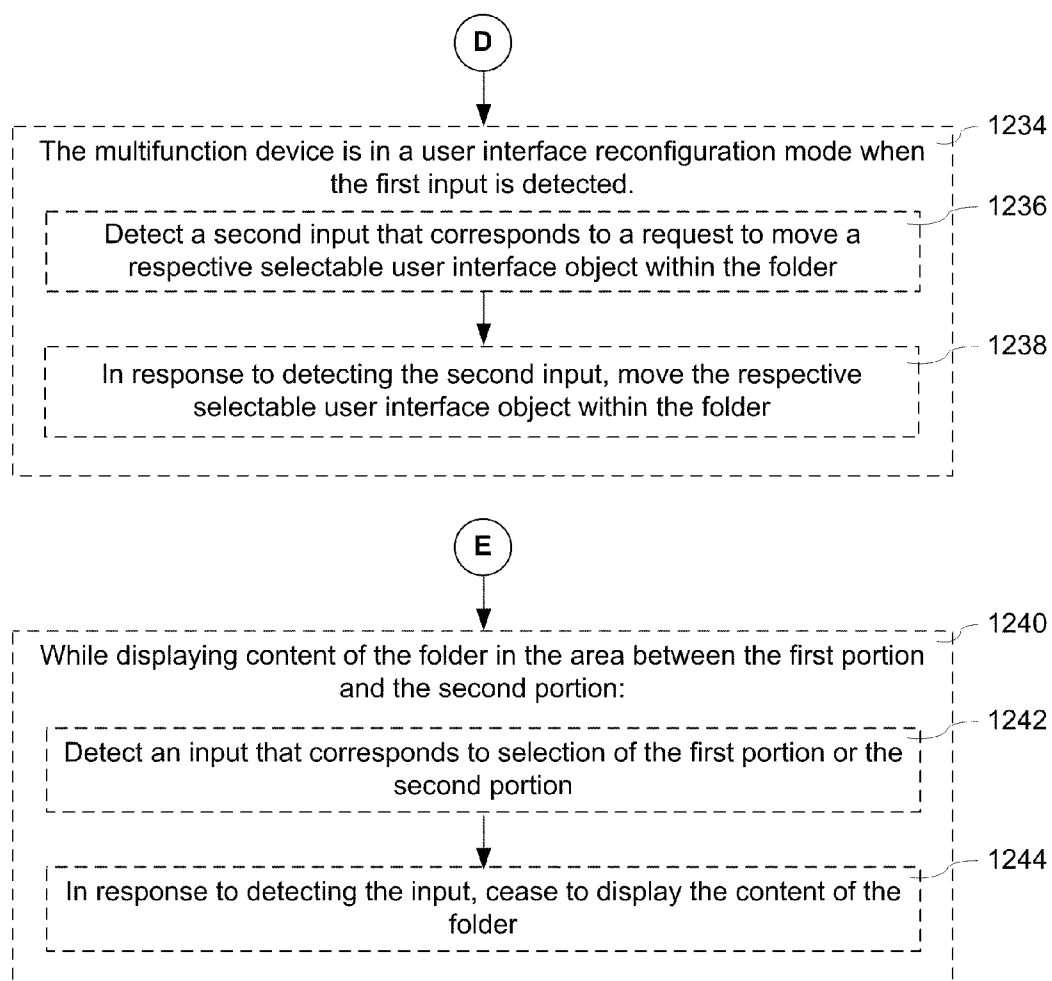 D
1234
The multifunction device is in a user interface reconfiguration mode when
the first input is detected.
1236
Detect a second input that corresponds to a request to move a
respective selectable user interface object within the folder
1238
In response to detecting the second input, move the respective
selectable user interface object within the folder
E
1240
While displaying content of the folder in the area between the first portion
and the second portion:
1242
Detect an input that corresponds to selection of the first portion or the
second portion
1244
In response to detecting the input, cease to display the content of the
folder